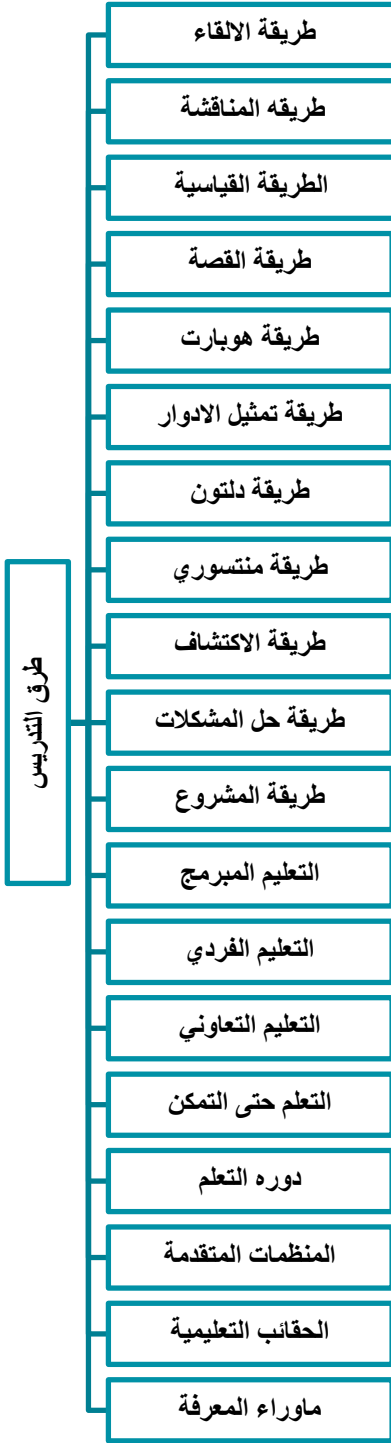 طرق التدريس
طريقة الالقاء
طريقه المناقشة
الطريقة القياسية
طريقة القصة
طريقة هوبارت
طريقة تمثيل الادوار
طريقة دلتون
طريقة منتسوري
طريقة الاكتشاف
طريقة حل المشكلات
طريقة المشروع
التعليم المبرمج
التعليم الفردي
التعليم التعاوني
التعلم حتى التمكن
دوره التعلم
المنظمات المتقدمة
الحقائب التعليمية
ماوراء المعرفة